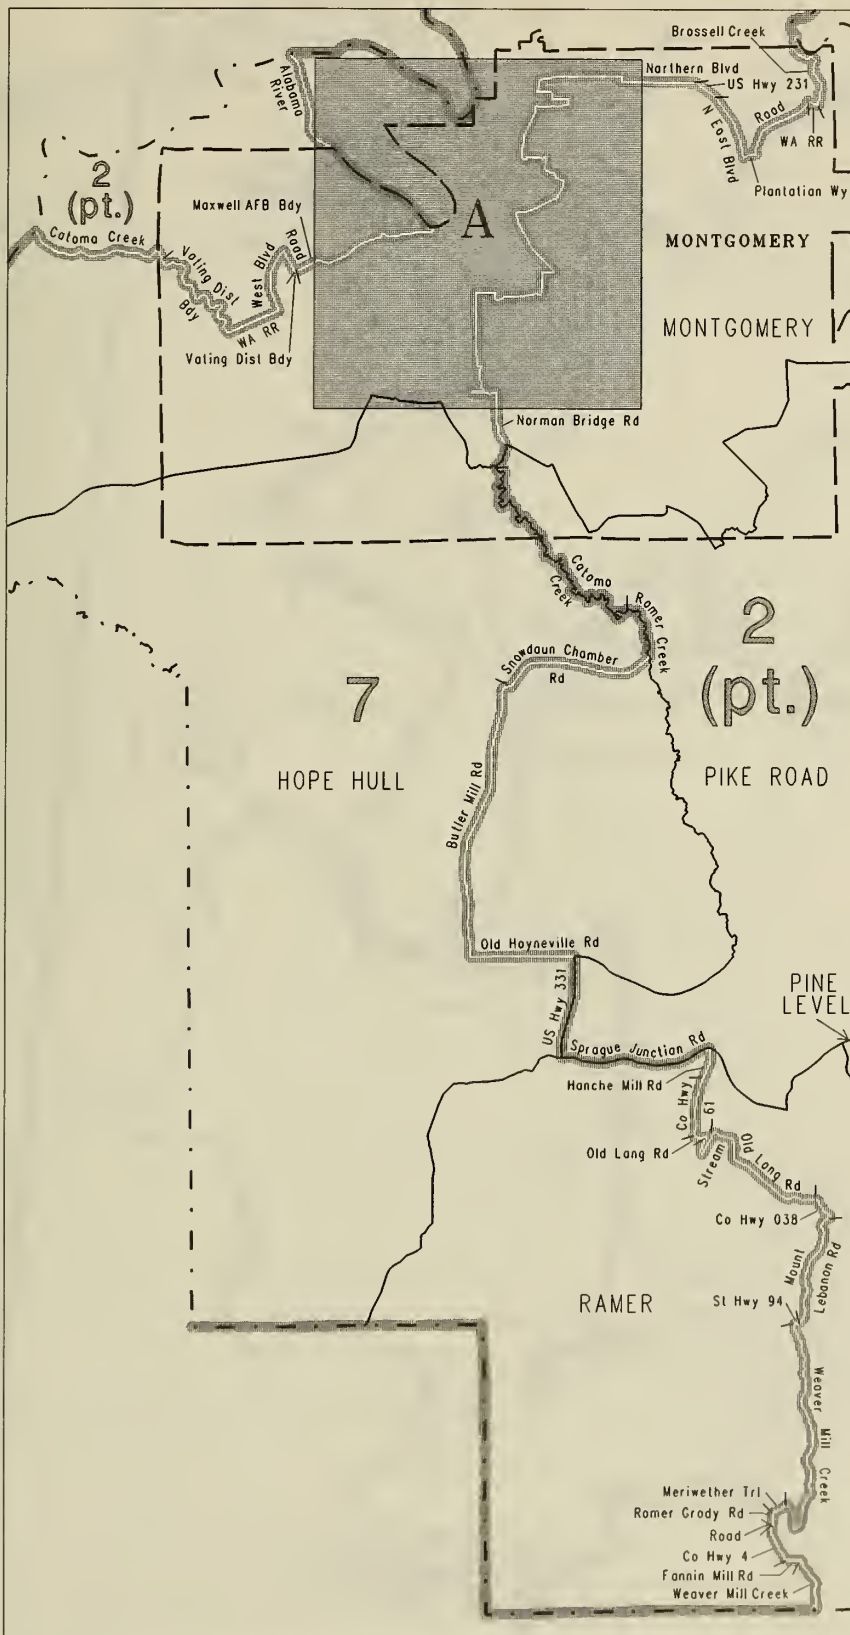 Brossell Creek
Northern Blvd
US Hwy 231
Alabama
River
N East Blvd
Road
WA RR
Plantation Wy
2
(pt.)
Maxwell AFB Bdy
A
Catoma Creek
Voting Dist
Bdy
West Blvd
Road
WA RR
Voting Dist Bdy
MONTGOMERY
MONTGOMERY
Norman Bridge Rd
Catoma
Creek
Romer Creek
2
(pt.)
Snowdoun Chamber
Rd
7
HOPE HULL
PIKE ROAD
Butler Mill Rd
Old Hoyneville Rd
US Hwy 331
PINE
LEVEL
Sprague Junction Rd
Hanche Mill Rd
Co Hwy
61
Old Lang Rd
Stream
Old Long Rd
Co Hwy 038
Mount
Lebanon Rd
RAMER
St Hwy 94
Weaver Mill Creek
Meriwether Trl
Romer Grody Rd
Road
Co Hwy 4
Fannin Mill Rd
Weaver Mill Creek